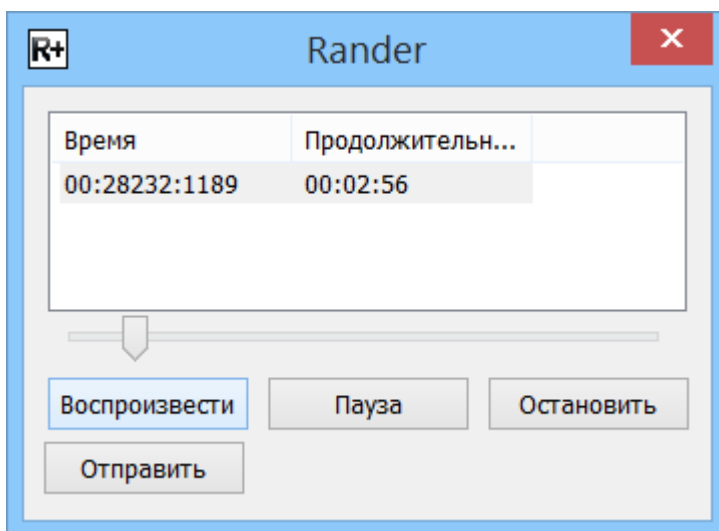 R+ Rander
Время Продолжительн...
00:28232:1189 00:02:56
Воспроизвести Пауза Остановить
Отправить